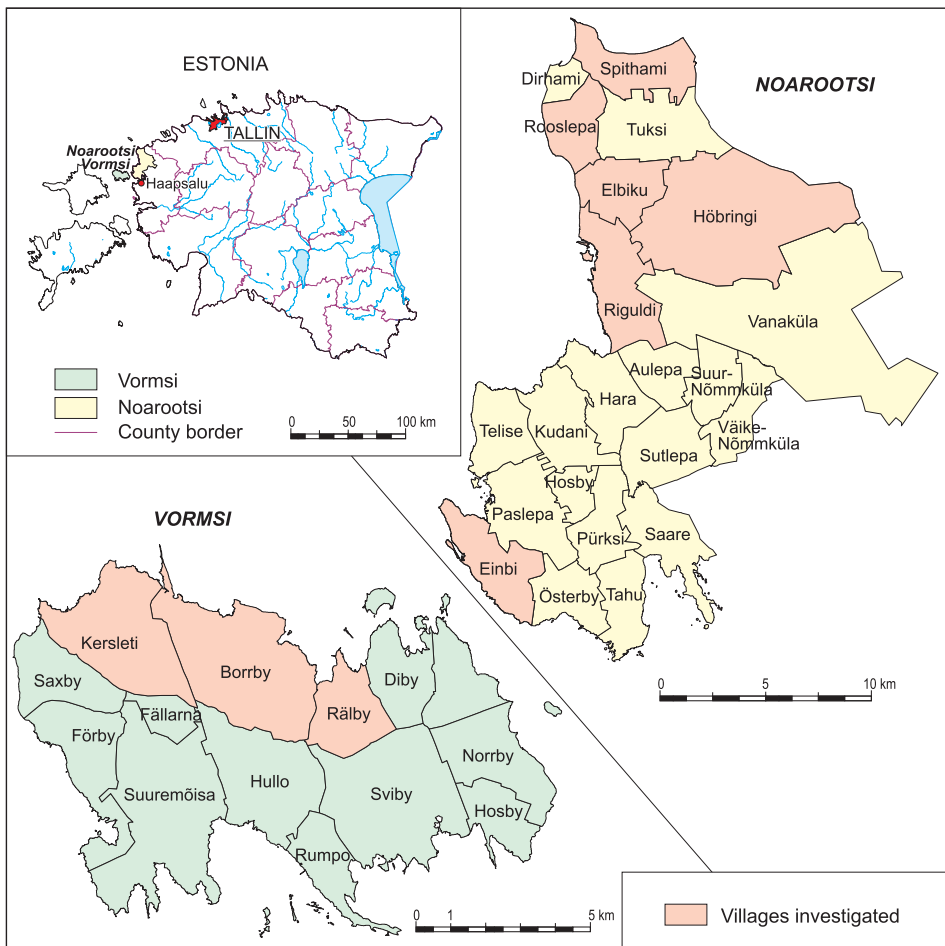 ESTONIA
TALLIN
Noarootsi
Vormsi
Haapsalu
Vormsi
Noarootsi
County border
0 50 100 km
NOAROOTSI
Spithami
Dirhami
Rooslepa
Tuksi
Elbiku
Höbringi
Riguldi
Vanaküla
Aulepa
Suur-
Nõmmküla
Hara
Väike-
Nõmmküla
Telise
Kudani
Sutlepa
Hosby
Paslepa
Pürksi
Saare
Einbi
Österby
Tahu
0 5 10 km
VORMSI
Kersleti
Borrby
Saxby
Diby
Rälby
Fällarna
Förby
Norrby
Hullo
Suuremõisa
Sviby
Hosby
Rumpo
0 1 5 km
Villages investigated